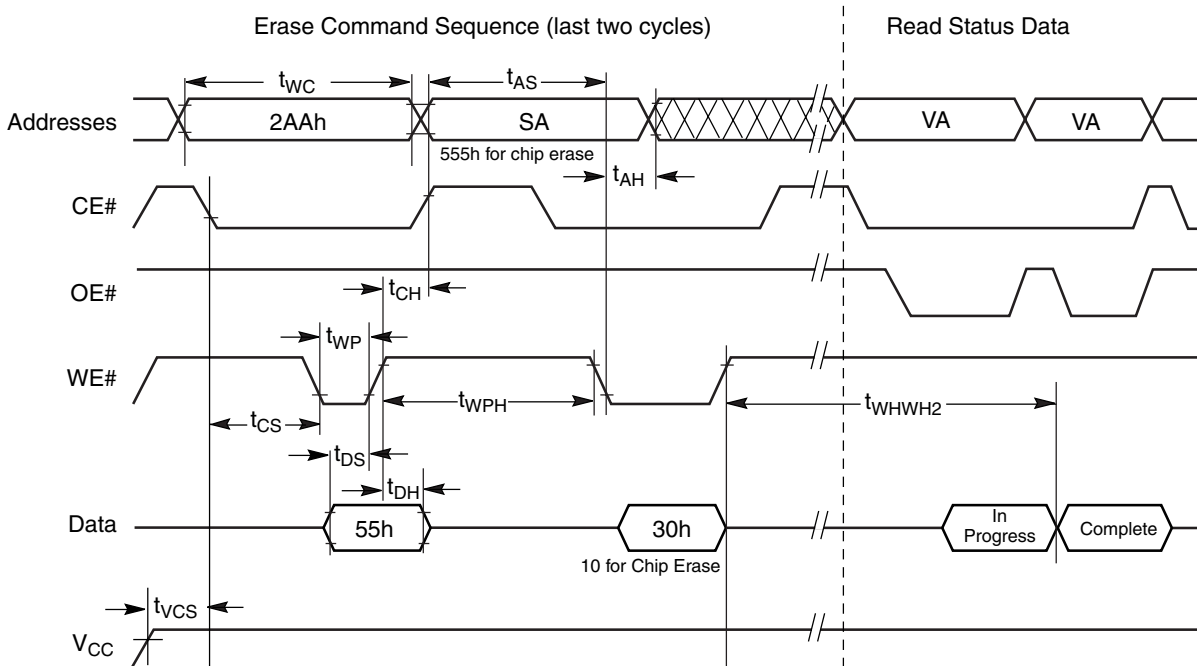 Erase Command Sequence (last two cycles)
Read Status Data
tWC
tAS
Addresses
2AAh
SA
VA
VA
555h for chip erase
tAH
CE#
OE#
tCH
tWP
WE#
tWPH
tWHWH2
tCS
tDS
tDH
Data
55h
30h
In
Progress
Complete
10 for Chip Erase
tVCS
VCC